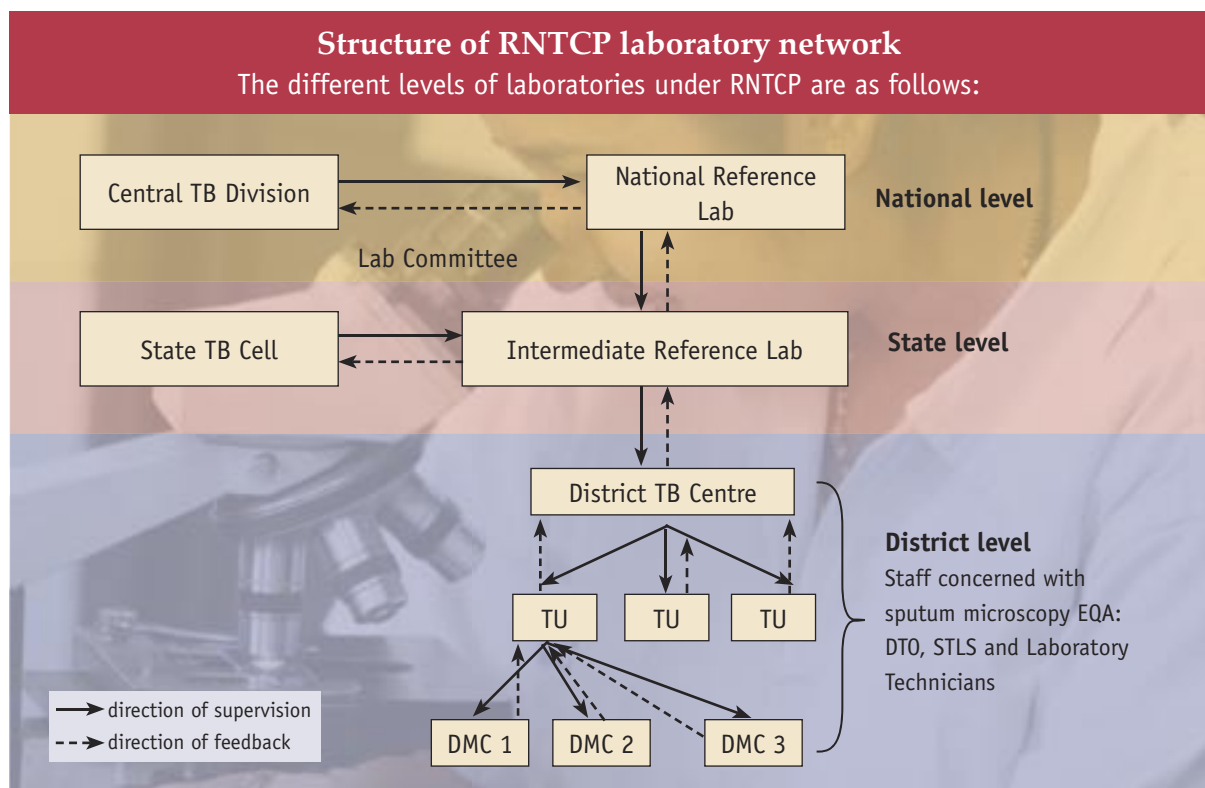 Structure of RNTCP laboratory network
The different levels of laboratories under RNTCP are as follows:
Central TB Division
National Reference
Lab
National level
Lab Committee
State TB Cell
Intermediate Reference Lab
State level
District TB Centre
District level
Staff concerned with
sputum microscopy EQA:
DTO, STLS and Laboratory
Technicians
TU
TU
TU
direction of supervision
direction of feedback
DMC 1
DMC 2
DMC 3